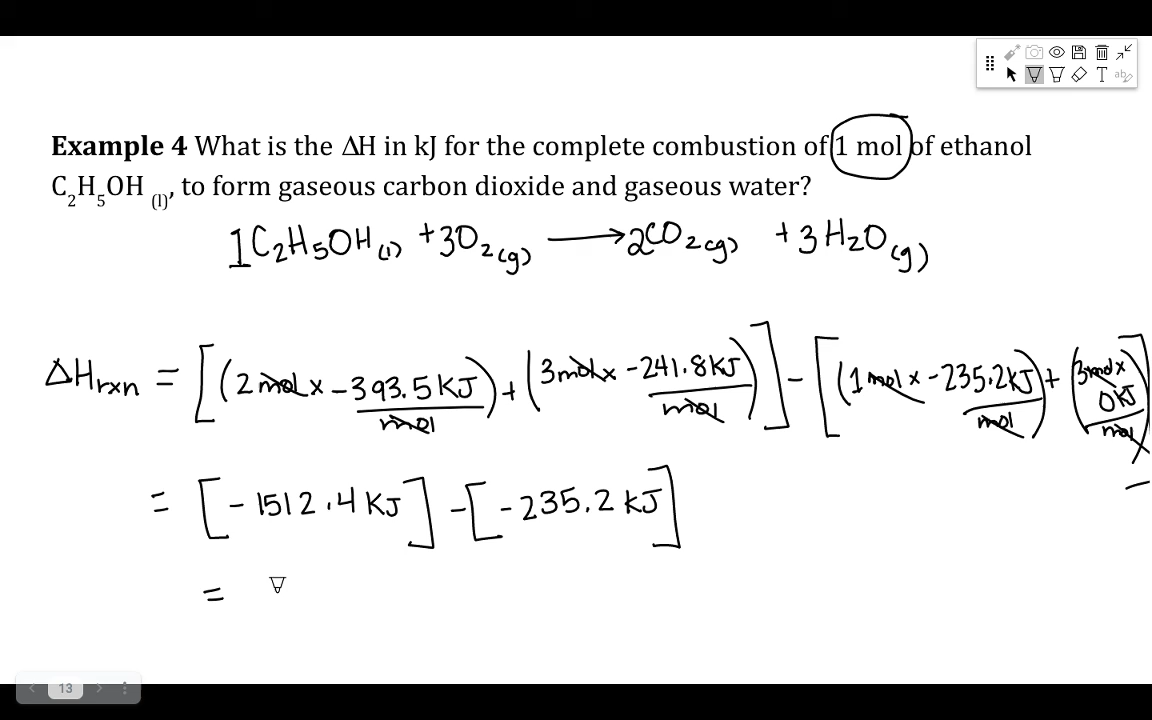 Example 4 What is the ΔH in kJ for the complete combustion of 1 mol of ethanol
C₂H₅OH (l), to form gaseous carbon dioxide and gaseous water?
1C₂H₅OH(l) + 3O₂(g) ⟶ 2CO₂(g) + 3H₂O(g)
ΔHrxn = [(2 mol x -393.5 KJ/mol) + (3 mol x -241.8 KJ/mol)] - [(1 mol x -235.2 KJ/mol) + (3 mol x 0 KJ/mol)]
= [-1512.4 KJ] - [-235.2 KJ]
=
13